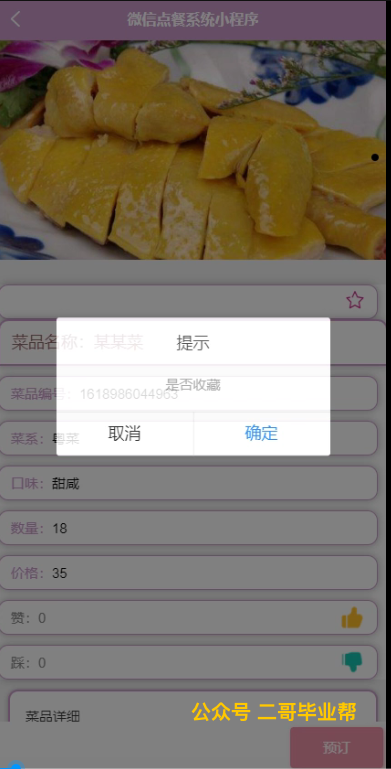 微信点餐系统小程序
菜品名称：某某菜
提示
菜品编号：1618986044963
是否收藏
菜系：粤菜
取消
确定
口味：甜咸
数量：18
价格：35
赞：0
踩：0
菜品详细
公众号 二哥毕业帮
预订